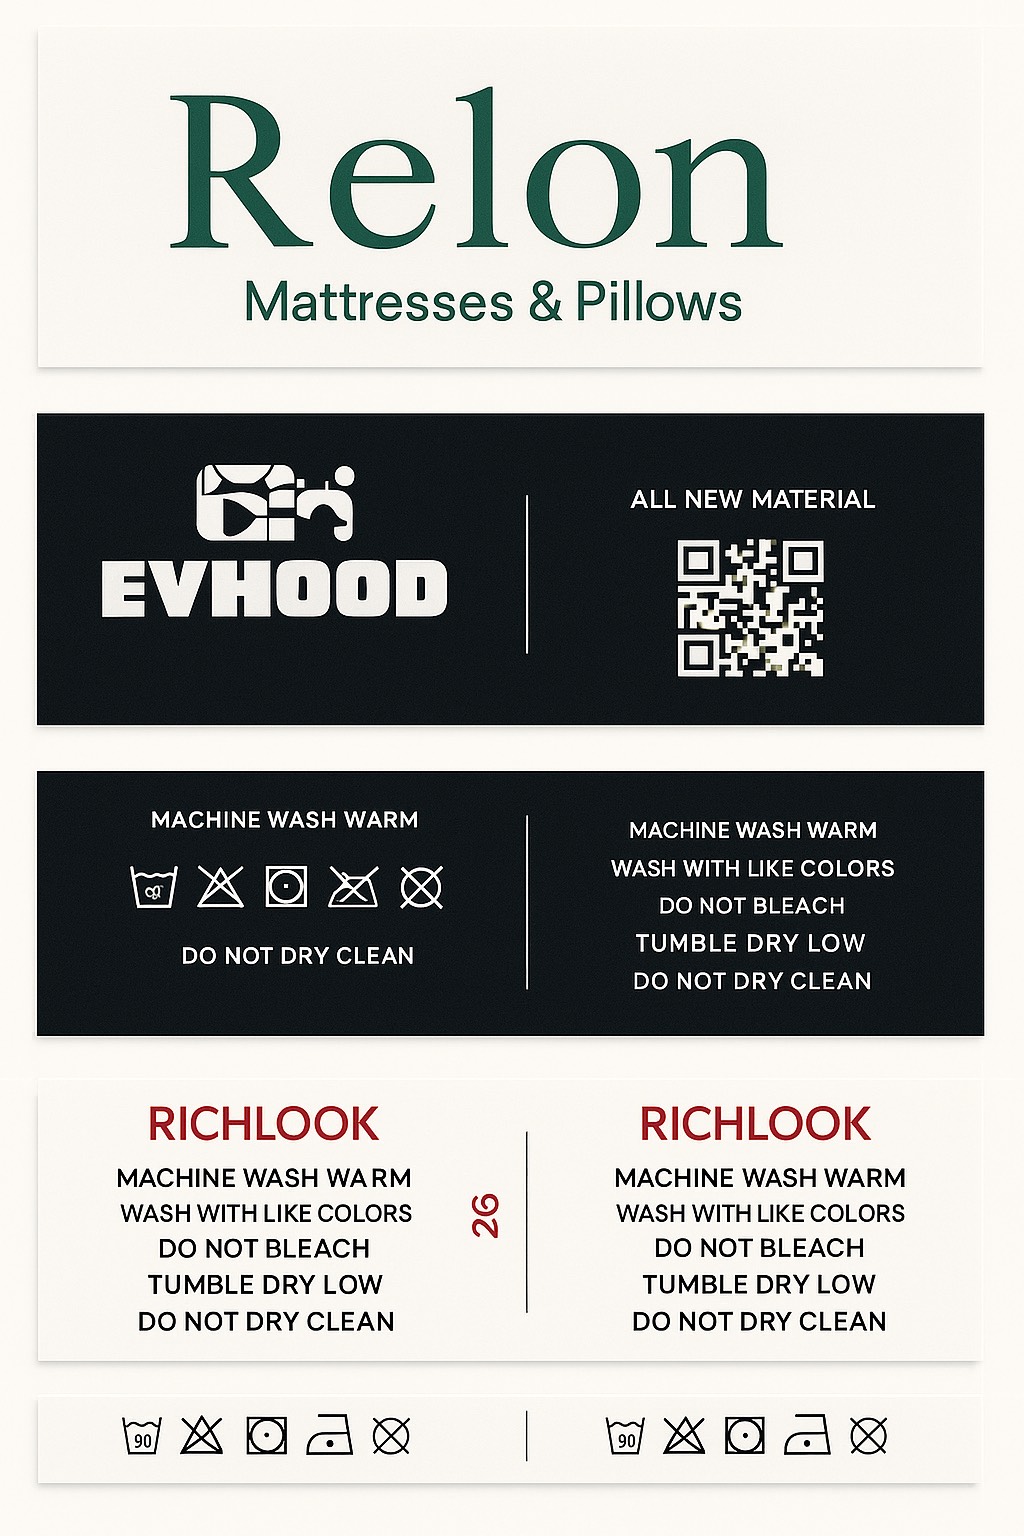 Relon
Mattresses & Pillows
EVHOOD
ALL NEW MATERIAL
MACHINE WASH WARM
DO NOT DRY CLEAN
MACHINE WASH WARM
WASH WITH LIKE COLORS
DO NOT BLEACH
TUMBLE DRY LOW
DO NOT DRY CLEAN
RICHLOOK
MACHINE WASH WARM
WASH WITH LIKE COLORS
DO NOT BLEACH
TUMBLE DRY LOW
DO NOT DRY CLEAN
26
RICHLOOK
MACHINE WASH WARM
WASH WITH LIKE COLORS
DO NOT BLEACH
TUMBLE DRY LOW
DO NOT DRY CLEAN
90
90